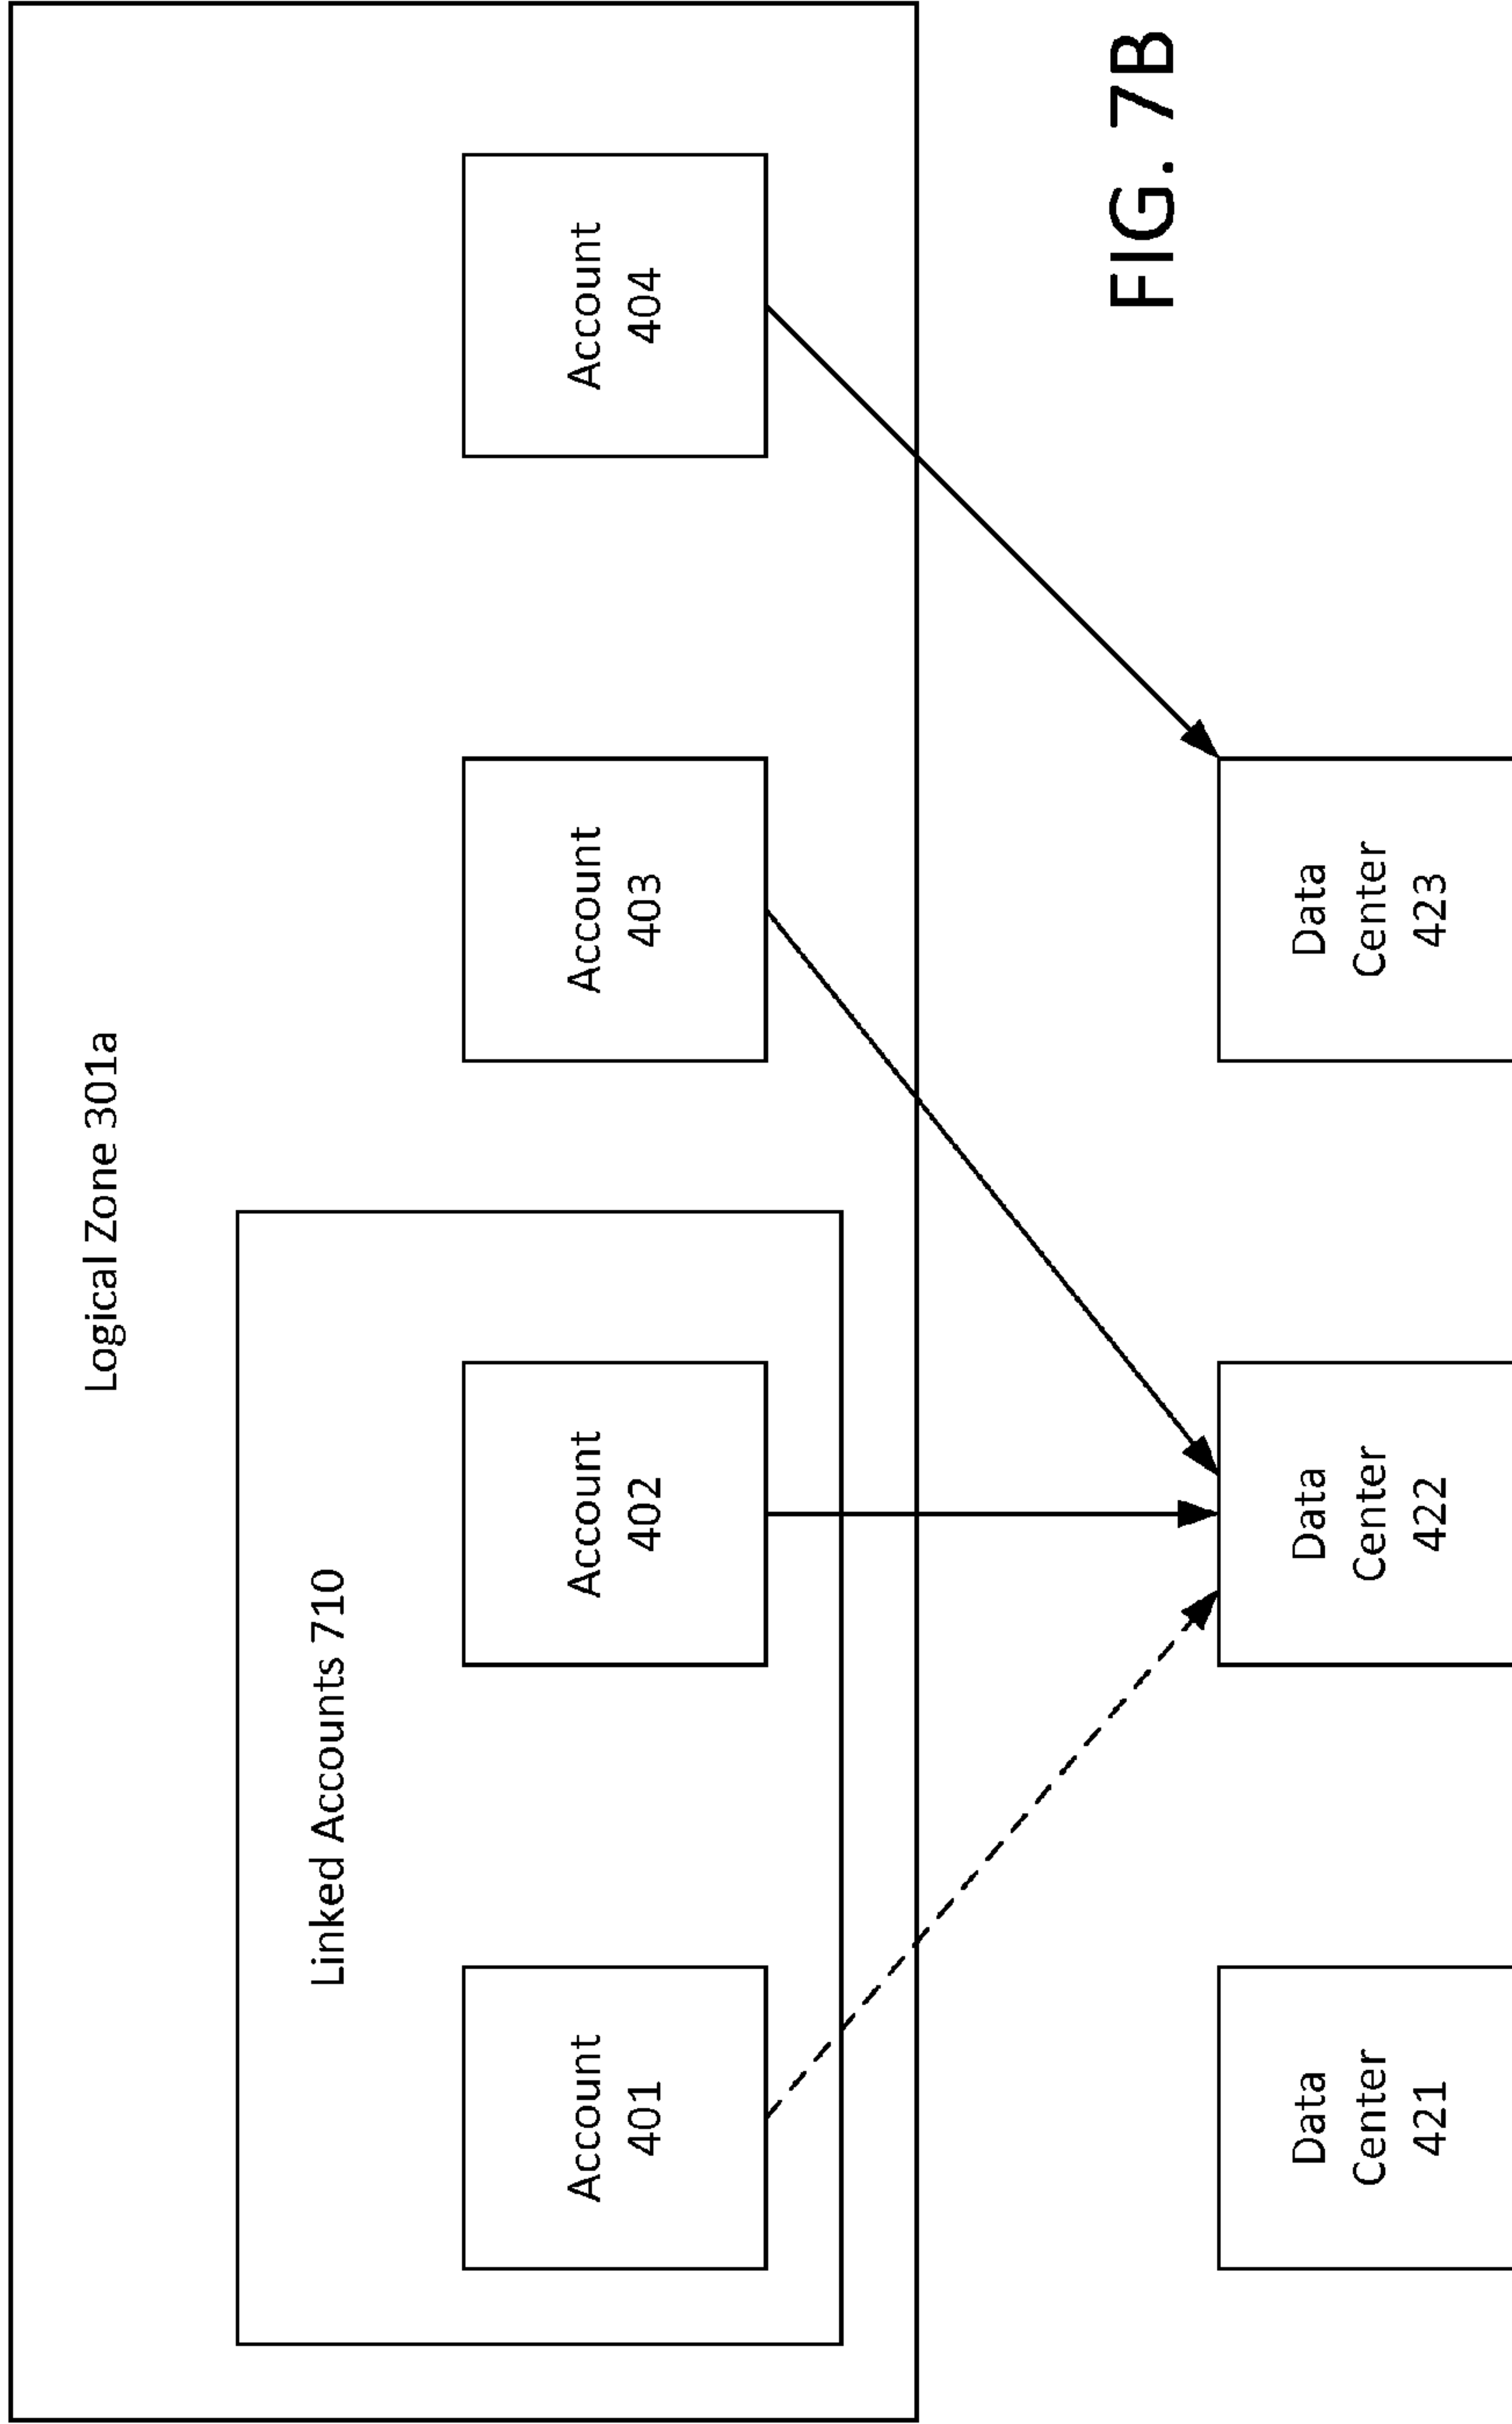 Logical Zone 301a
Linked Accounts 710
Account
401
Account
402
Account
403
Account
404
Data
Center
421
Data
Center
422
Data
Center
423
FIG. 7B